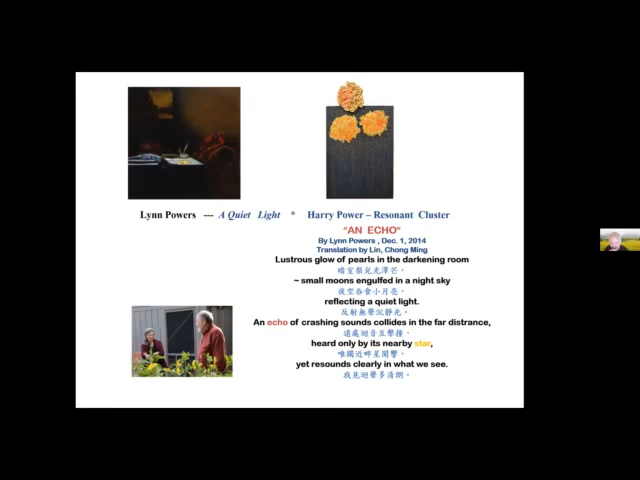 Lynn Powers --- A Quiet Light * Harry Power – Resonant Cluster
"AN ECHO"
By Lynn Powers , Dec. 1, 2014
Translation by Lin, Chong Ming
Lustrous glow of pearls in the darkening room
暗室梨兒光澤芒，
~ small moons engulfed in a night sky
夜空吞食小月亮，
reflecting a quiet light.
反射無聲沉靜光。
An echo of crashing sounds collides in the far distrance,
遠處迴音互擊撞，
heard only by its nearby star,
唯獨近畔星聞響，
yet resounds clearly in what we see.
我見迴聲多清朗。